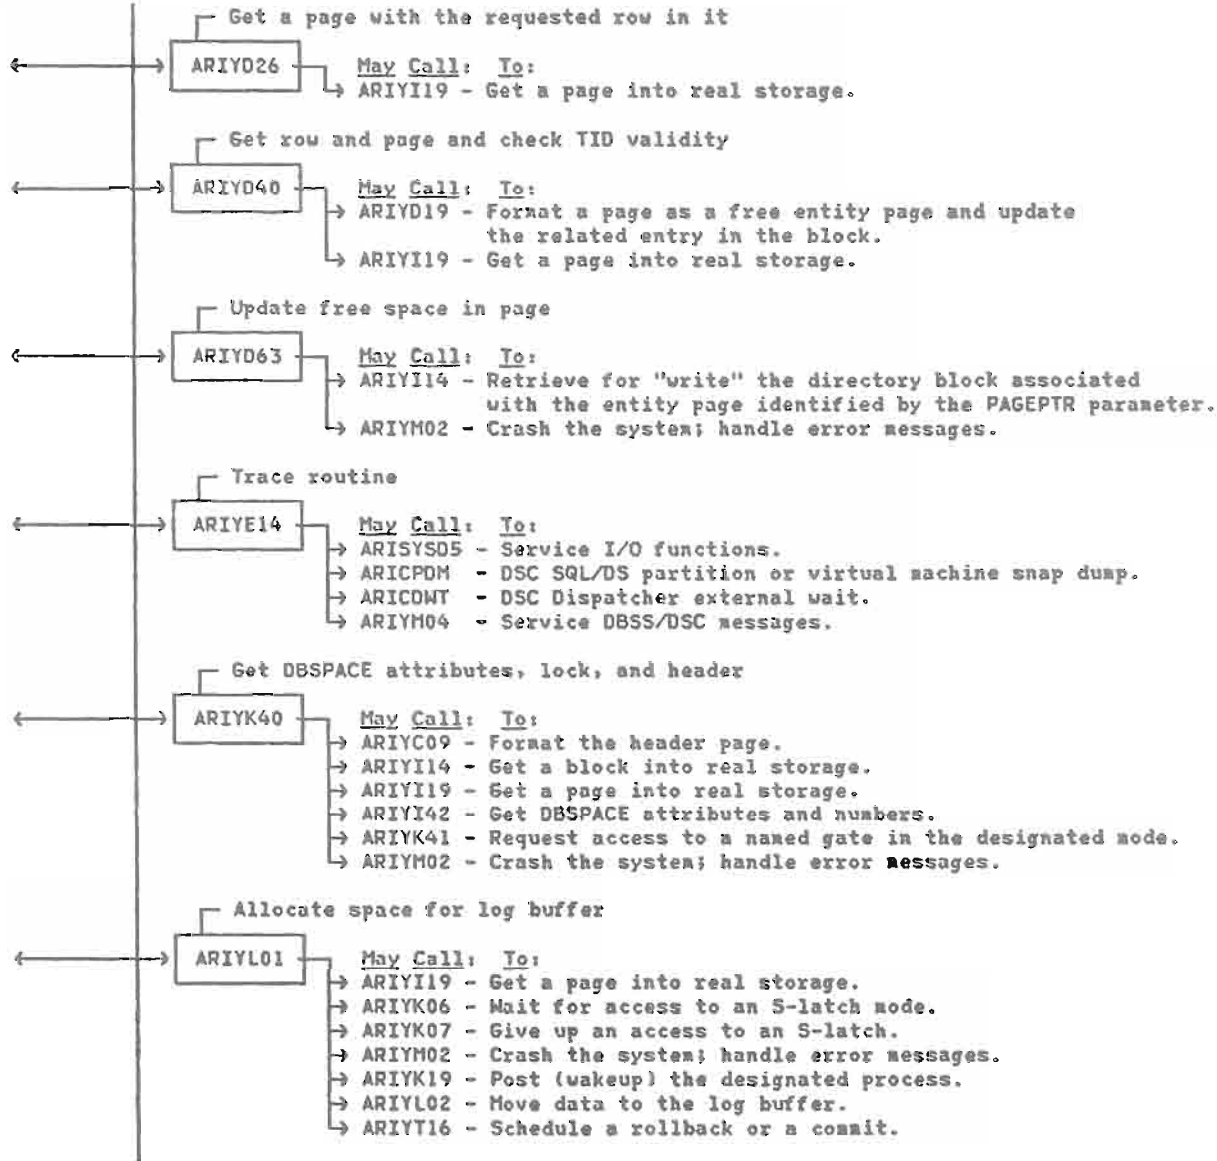 Get a page with the requested row in it
ARIYD26
May Call: To:
ARIYI19 - Get a page into real storage.
Get row and page and check TID validity
ARIYD40
May Call: To:
ARIYD19 - Format a page as a free entity page and update
the related entry in the block.
ARIYI19 - Get a page into real storage.
Update free space in page
ARIYD63
May Call: To:
ARIYI14 - Retrieve for "write" the directory block associated
with the entity page identified by the PAGEPTR parameter.
ARIYM02 - Crash the system; handle error messages.
Trace routine
ARIYE14
May Call: To:
ARISYSD5 - Service I/O functions.
ARICPDM - DSC SQL/DS partition or virtual machine snap dump.
ARICDWT - DSC Dispatcher external wait.
ARIYM04 - Service DBSS/DSC messages.
Get DBSPACE attributes, lock, and header
ARIYK40
May Call: To:
ARIYC09 - Format the header page.
ARIYI14 - Get a block into real storage.
ARIYI19 - Get a page into real storage.
ARIYI42 - Get DBSPACE attributes and numbers.
ARIYK41 - Request access to a named gate in the designated mode.
ARIYM02 - Crash the system; handle error messages.
Allocate space for log buffer
ARIYL01
May Call: To:
ARIYI19 - Get a page into real storage.
ARIYK06 - Wait for access to an S-latch mode.
ARIYK07 - Give up an access to an S-latch.
ARIYM02 - Crash the system; handle error messages.
ARIYK19 - Post (wakeup) the designated process.
ARIYL02 - Move data to the log buffer.
ARIYT16 - Schedule a rollback or a commit.